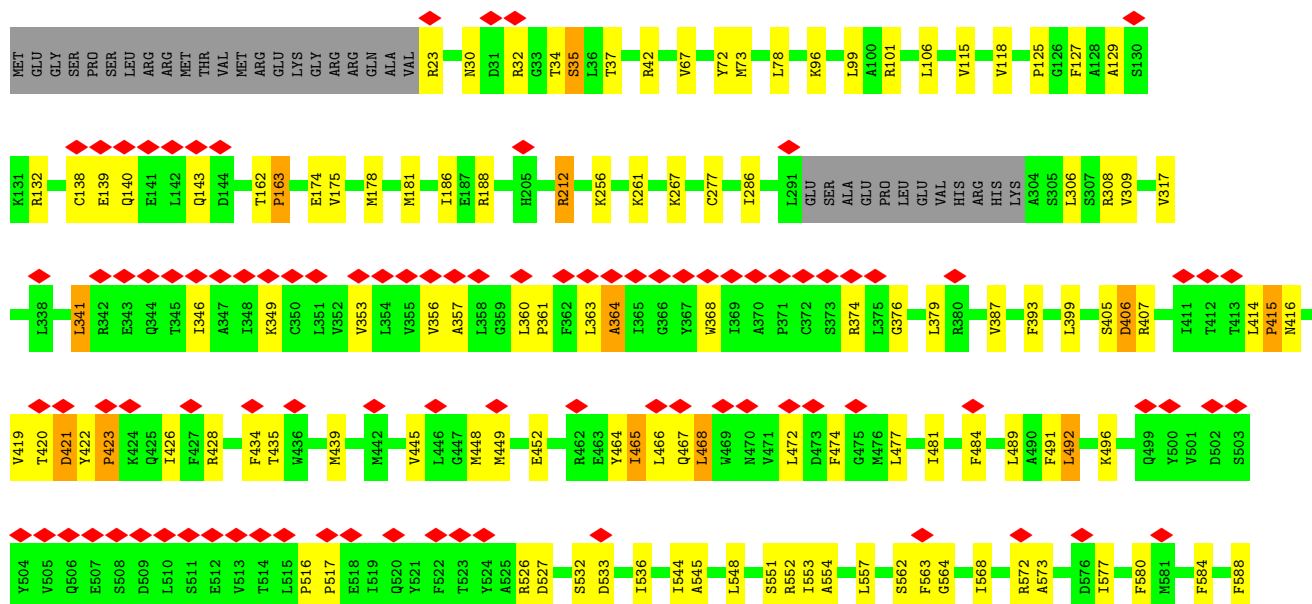 MET GLU GLY SER PRO SER LEU ARG ARG MET THR VAL MET ARG GLU LYS GLY ARG ARG GLN ALA VAL R23 N30 D31 R32 G33 T34 S35 L36 T37 R42 V67 Y72 M73 L78 K96 L99 A100 R101 L106 V115 V118 P125 G126 F127 A128 A129 S130
K131 R132 C138 E139 Q140 E141 L142 Q143 D144 T162 P163 E174 V175 M178 M181 I186 E187 R188 H205 R212 K256 K261 K267 C277 I286 L291 GLU SER ALA GLU PRO LEU GLU VAL HIS ARG HIS LYS A304 S305 L306 S307 R308 V309 V317
L338 L341 R342 E343 Q344 T345 I346 A347 I348 K349 C350 L351 V352 V353 L354 V355 V356 A357 L358 G359 L360 P361 F362 L363 A364 I365 G366 Y367 W368 I369 A370 P371 C372 S373 R374 L375 G376 L379 R380 V387 F393 L399 S405 D406 R407 I411 T412 T413 L414 P415 N416
V419 T420 D421 Y422 P423 K424 Q425 I426 F427 R428 F434 T435 W436 M439 M442 V445 L446 G447 M448 M449 E452 R462 E463 Y464 I465 L466 Q467 L468 W469 N470 V471 L472 D473 F474 G475 M476 L477 I481 F484 L489 A490 F491 L492 K496 Q499 Y500 V501 D502 S503
Y504 V505 Q506 E507 S508 D509 L510 S511 E512 V513 T514 L515 P516 P517 E518 I519 Q520 Y521 F522 T523 Y524 A525 R526 D527 S532 D533 I536 I544 A545 L548 S551 R552 I553 A554 L557 S562 F563 G564 I568 R572 A573 D576 I577 F580 M581 F584 F588